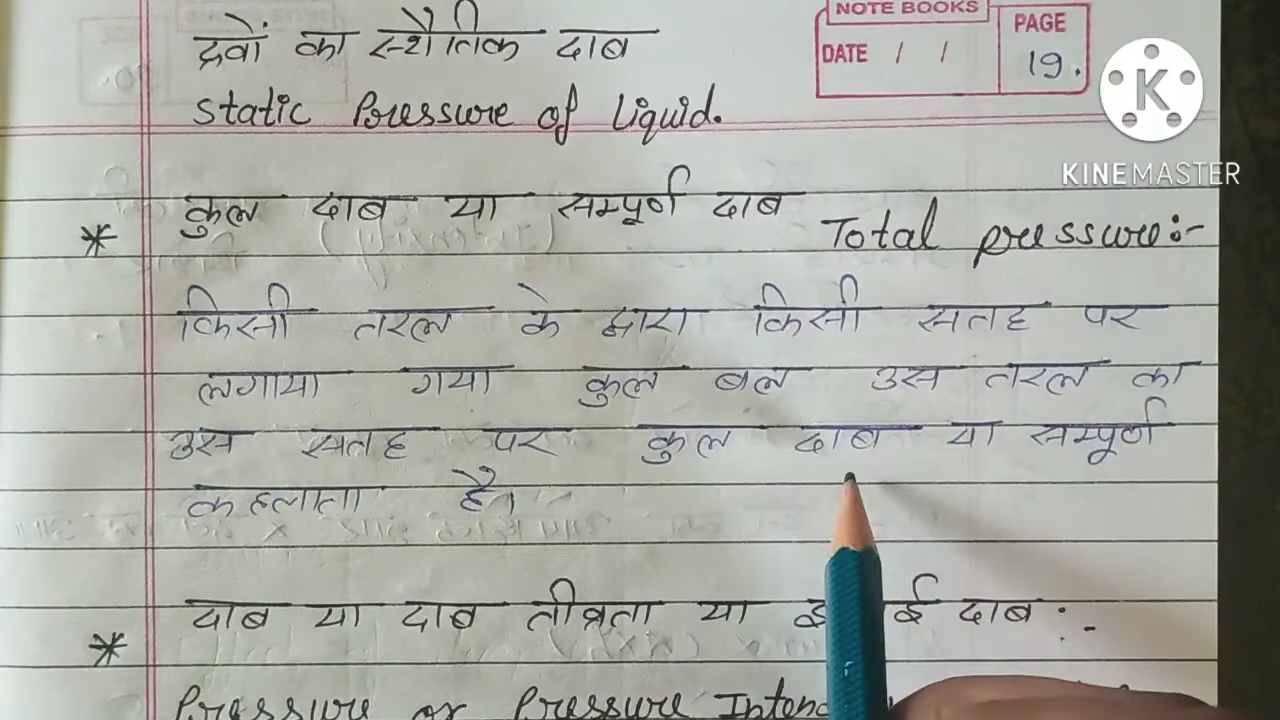 द्रवों का स्थैतिक दाब
Static Pressure of Liquid.
NOTE BOOKS
DATE / /
PAGE
19.
K
KINEMASTER
* कुल दाब या सम्पूर्ण दाब Total pressure:-
किसी तरल के द्वारा किसी सतह पर
लगाया गया कुल बल उस तरल का
उस सतह पर कुल दाब या सम्पूर्ण
कहलाता है।
* दाब या दाब तीव्रता या ई दाब :-
Pressure or Pressure